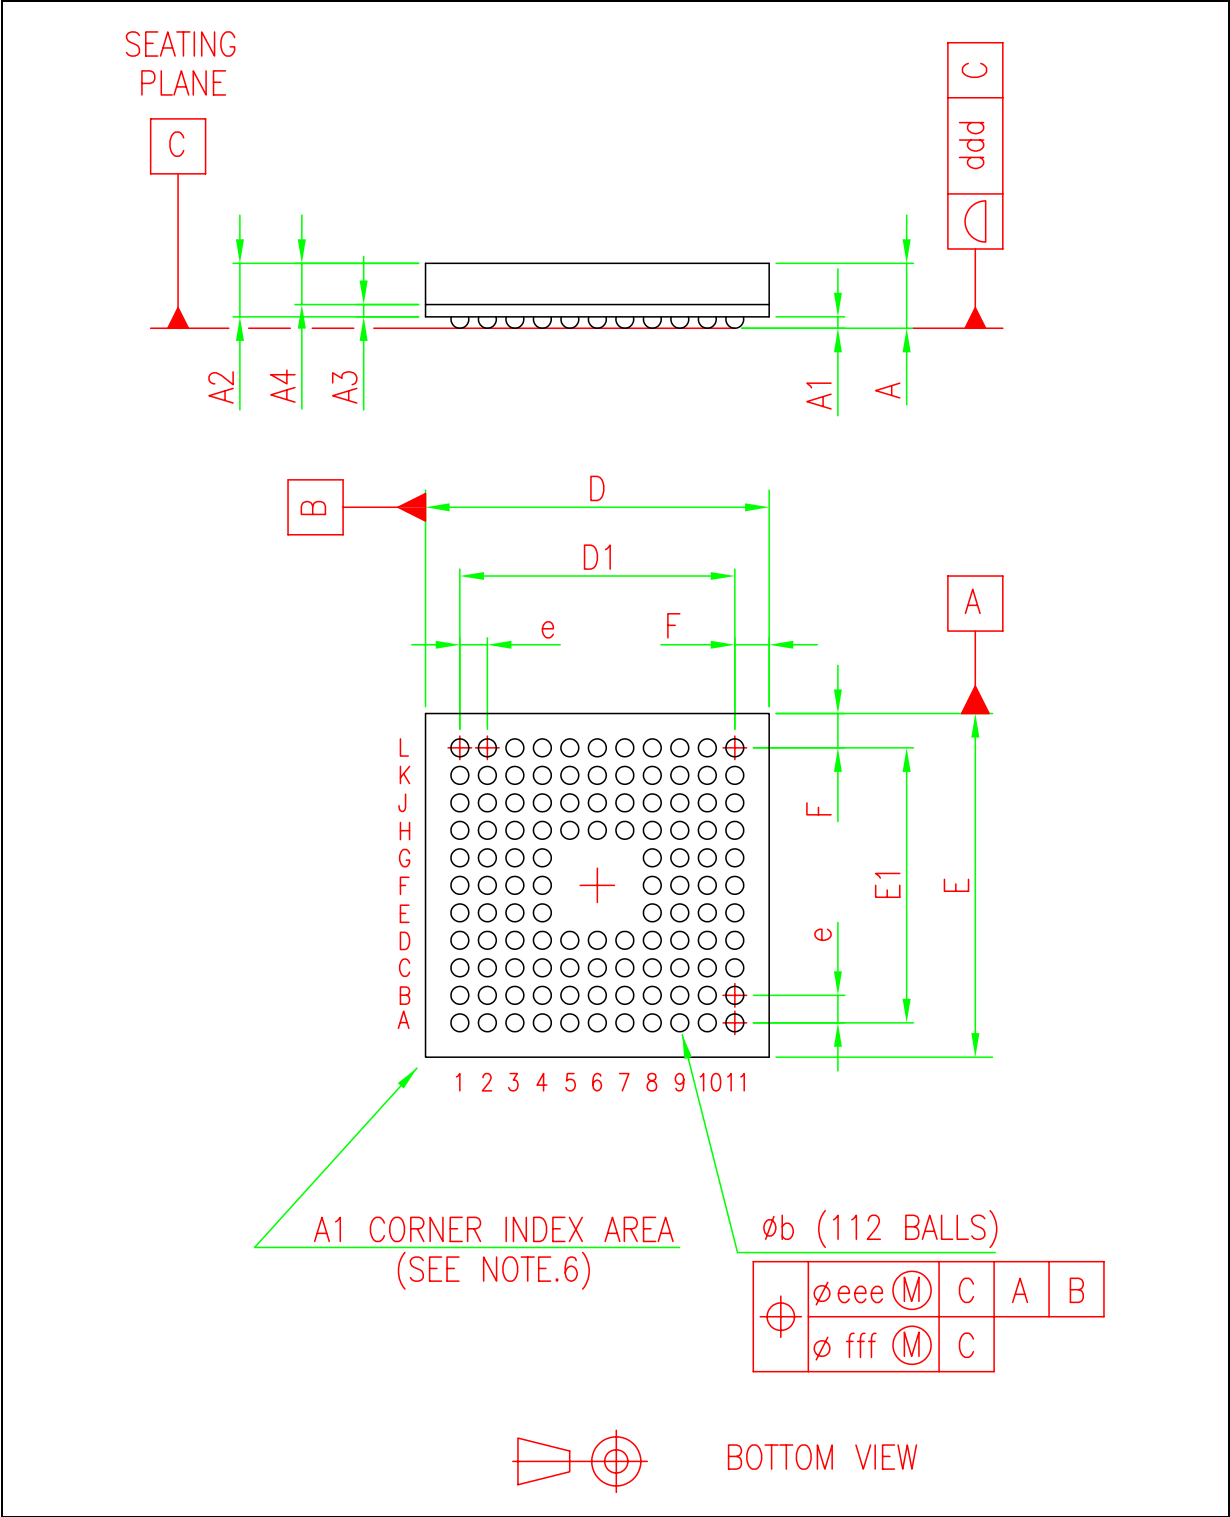 SEATING
PLANE
C
C
ddd
A2
A4
A3
A1
A
B
D
D1
e
F
A
L
K
J
H
G
F
E
D
C
B
A
F
E1
E
e
1 2 3 4 5 6 7 8 9 10 11
A1 CORNER INDEX AREA
(SEE NOTE.6)
øb (112 BALLS)
ø eee Ⓜ C A B
ø fff Ⓜ C
BOTTOM VIEW